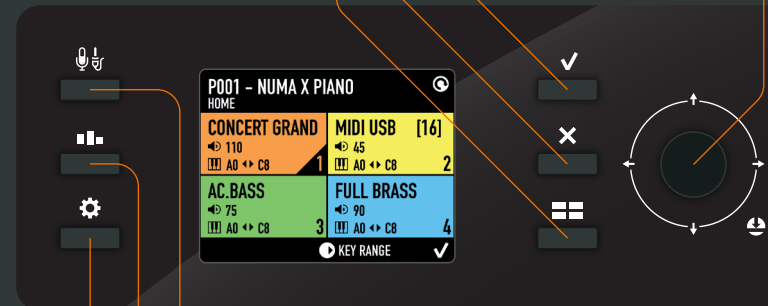 P001 - NUMA X PIANO
HOME
CONCERT GRAND
110
A0 C8
1
MIDI USB [16]
45
A0 C8
2
AC.BASS
75
A0 C8
3
FULL BRASS
90
A0 C8
4
KEY RANGE